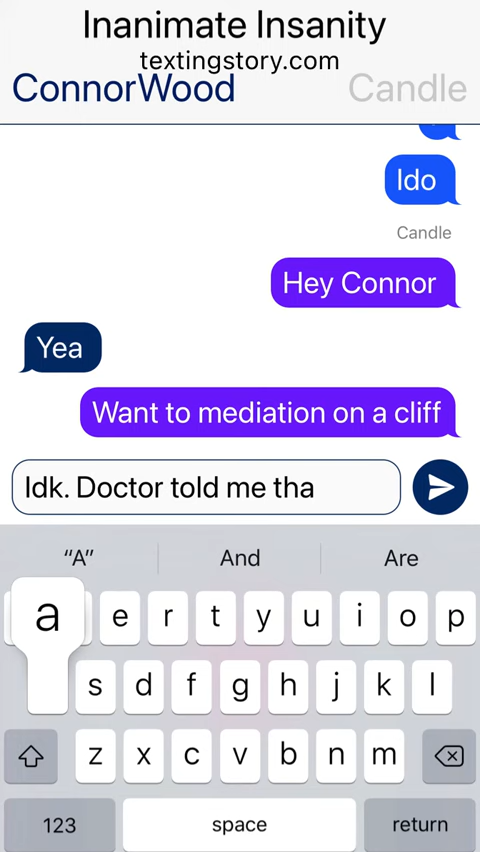 Inanimate Insanity
textingstory.com
ConnorWood Candle
Ido
Candle
Hey Connor
Yea
Want to mediation on a cliff
Idk. Doctor told me tha
“A” And Are
a e r t y u i o p
s d f g h j k l
z x c v b n m
123 space return